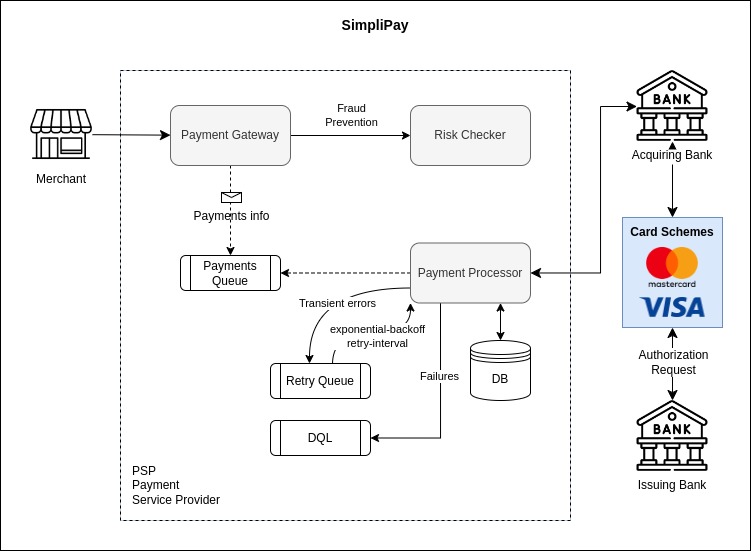 SimpliPay
Fraud
Prevention
Payment Gateway
Risk Checker
BANK
Acquiring Bank
Merchant
Payments info
Card Schemes
mastercard
VISA
Payments
Queue
Payment Processor
Transient errors
exponential-backoff
retry-interval
Retry Queue
Failures
DB
Authorization
Request
DQL
BANK
Issuing Bank
PSP
Payment
Service Provider